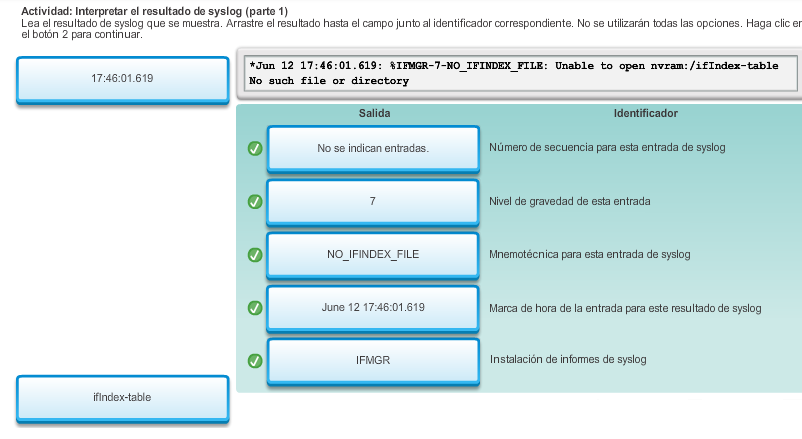 Actividad: Interpretar el resultado de syslog (parte 1)
Lea el resultado de syslog que se muestra. Arrastre el resultado hasta el campo junto al identificador correspondiente. No se utilizarán todas las opciones. Haga clic en
el botón 2 para continuar.
17:46:01.619
*Jun 12 17:46:01.619: %IFMGR-7-NO_IFINDEX_FILE: Unable to open nvram:/ifIndex-table
No such file or directory
Salida Identificador
No se indican entradas. Número de secuencia para esta entrada de syslog
7 Nivel de gravedad de esta entrada
NO_IFINDEX_FILE Mnemotécnica para esta entrada de syslog
June 12 17:46:01.619 Marca de hora de la entrada para este resultado de syslog
IFMGR Instalación de informes de syslog
ifIndex-table